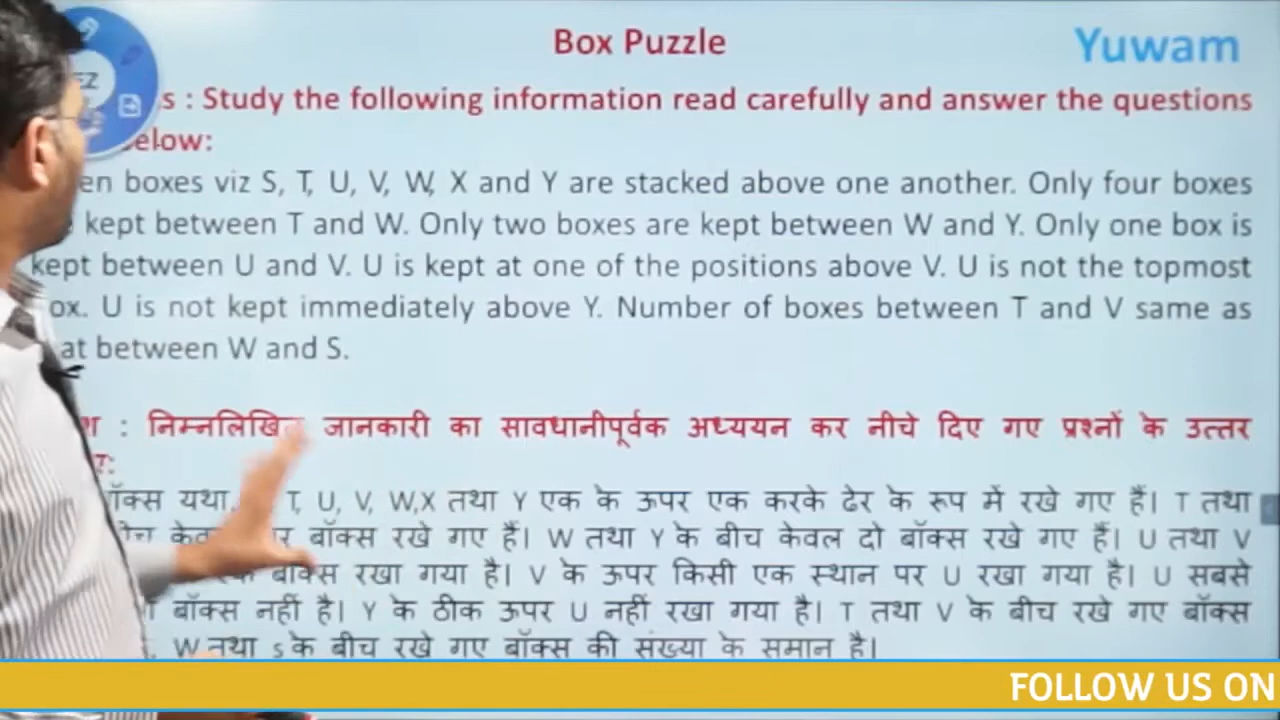 Box Puzzle
Yuwam
EZ
s : Study the following information read carefully and answer the questions
elow:
en boxes viz S, T, U, V, W, X and Y are stacked above one another. Only four boxes
kept between T and W. Only two boxes are kept between W and Y. Only one box is
kept between U and V. U is kept at one of the positions above V. U is not the topmost
ox. U is not kept immediately above Y. Number of boxes between T and V same as
at between W and S.
: निम्नलिखित जानकारी का सावधानीपूर्वक अध्ययन कर नीचे दिए गए प्रश्नों के उत्तर
बॉक्स यथा, T, U, V, W,X तथा Y एक के ऊपर एक करके ढेर के रूप में रखे गए हैं। T तथा
बॉक्स रखे गए हैं। W तथा Y के बीच केवल दो बॉक्स रखे गए हैं। U तथा V
बॉक्स रखा गया है। V के ऊपर किसी एक स्थान पर U रखा गया है। U सबसे
बॉक्स नहीं है। Y के ठीक ऊपर U नहीं रखा गया है। T तथा V के बीच रखे गए बॉक्स
W तथा s के बीच रखे गए बॉक्स की संख्या के समान है।
FOLLOW US ON